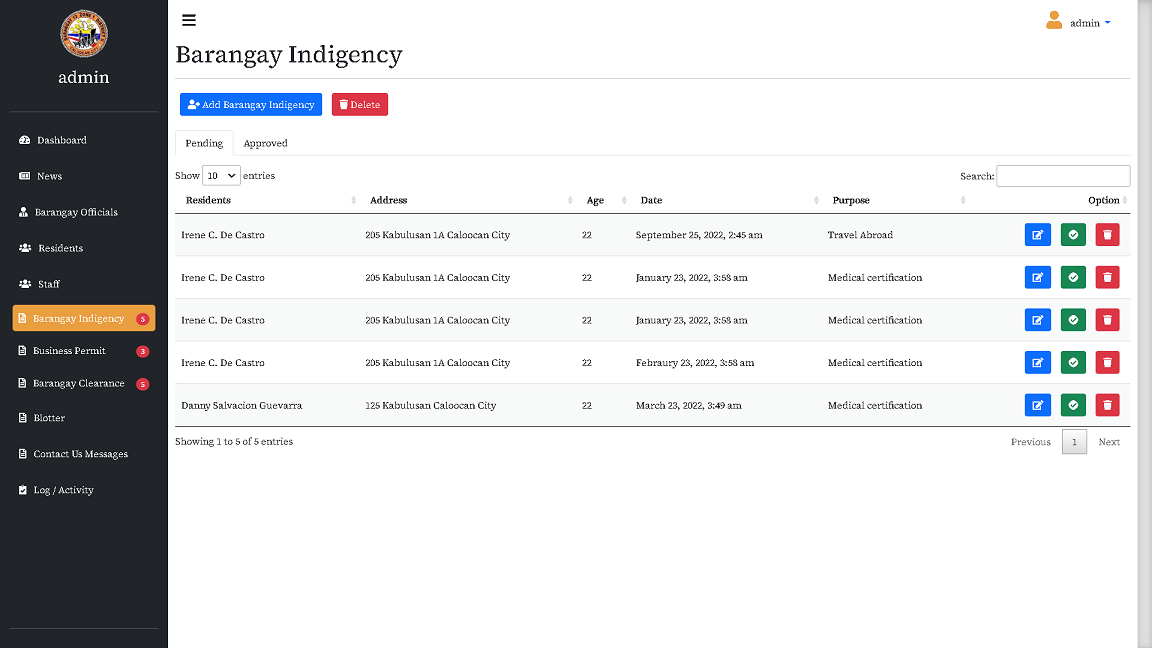 admin
Dashboard
News
Barangay Officials
Residents
Staff
Barangay Indigency 5
Business Permit 3
Barangay Clearance 5
Blotter
Contact Us Messages
Log / Activity
admin
Barangay Indigency
Add Barangay Indigency Delete
Pending Approved
Show 10 entries Search:
Residents Address Age Date Purpose Option
Irene C. De Castro 205 Kabulusan 1A Caloocan City 22 September 25, 2022, 2:45 am Travel Abroad
Irene C. De Castro 205 Kabulusan 1A Caloocan City 22 January 23, 2022, 3:58 am Medical certification
Irene C. De Castro 205 Kabulusan 1A Caloocan City 22 January 23, 2022, 3:58 am Medical certification
Irene C. De Castro 205 Kabulusan 1A Caloocan City 22 Febraury 23, 2022, 3:58 am Medical certification
Danny Salvacion Guevarra 125 Kabulusan Caloocan City 22 March 23, 2022, 3:49 am Medical certification
Showing 1 to 5 of 5 entries Previous 1 Next